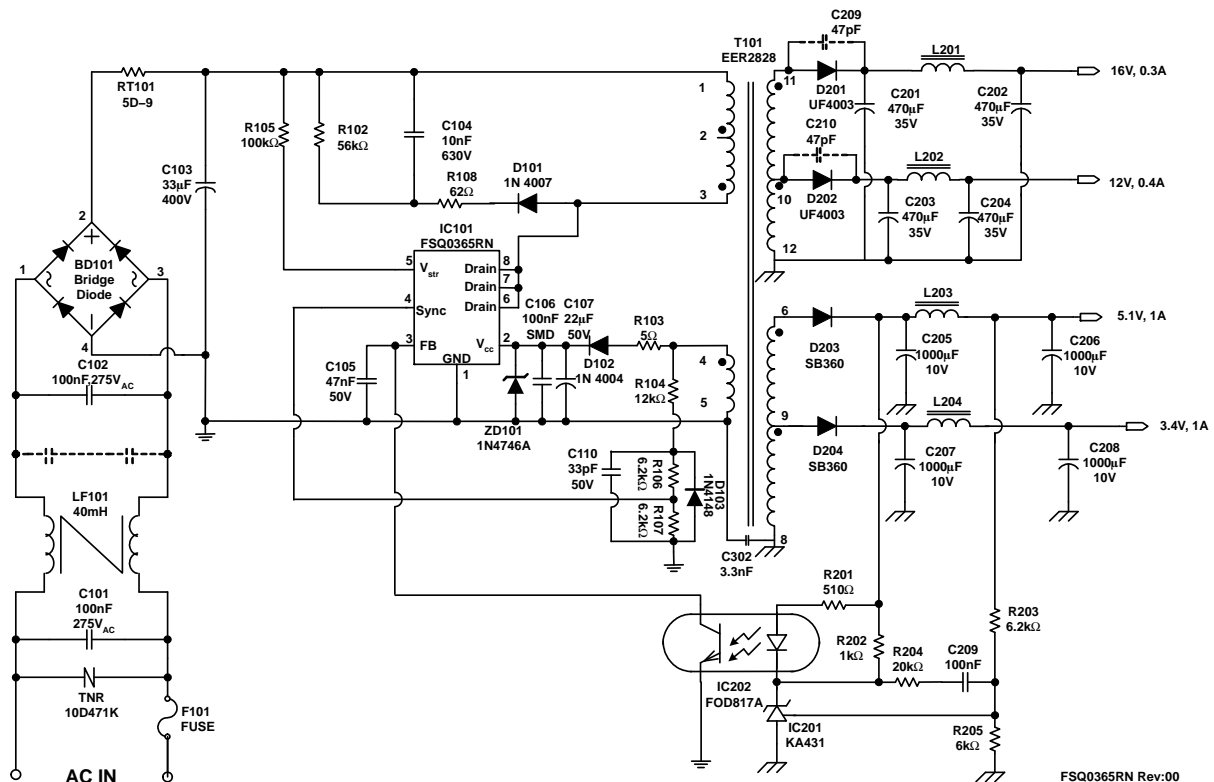 C209
47pF
T101
EER2828
L201
16V, 0.3A
RT101
5D-9
11
D201
UF4003
C201
470μF
35V
C202
470μF
35V
1
2
3
R105
100kΩ
R102
56kΩ
C104
10nF
630V
C210
47pF
L202
12V, 0.4A
C103
33μF
400V
R108
62Ω
D101
1N 4007
10
D202
UF4003
C203
470μF
35V
C204
470μF
35V
12
IC101
FSQ0365RN
2
1
3
4
BD101
Bridge
Diode
5
Vstr
4
Sync
3
FB
GND
1
8
Drain
7
Drain
6
Drain
2
Vcc
C106
100nF
SMD
C107
22μF
50V
R103
5Ω
D102
1N 4004
L203
5.1V, 1A
6
D203
SB360
C205
1000μF
10V
C206
1000μF
10V
C102
100nF,275VAC
C105
47nF
50V
ZD101
1N4746A
R104
12kΩ
4
5
L204
3.4V, 1A
9
D204
SB360
C207
1000μF
10V
C208
1000μF
10V
C110
33pF
50V
R106
6.2kΩ
R107
6.2kΩ
D103
1N4148
LF101
40mH
8
C302
3.3nF
R201
510Ω
R203
6.2kΩ
C101
100nF
275VAC
R202
1kΩ
R204
20kΩ
C209
100nF
TNR
10D471K
F101
FUSE
IC202
FOD817A
IC201
KA431
R205
6kΩ
AC IN
FSQ0365RN Rev:00